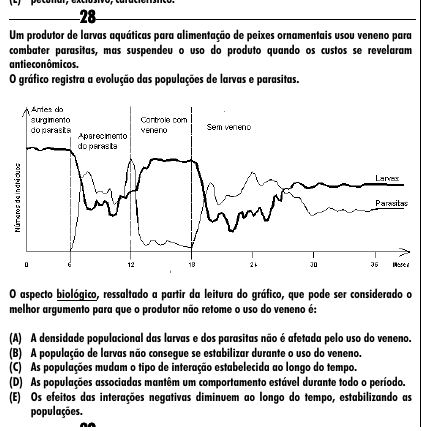 (E) peculiar, exclusivo, característico.
28
Um produtor de larvas aquáticas para alimentação de peixes ornamentais usou veneno para
combater parasitas, mas suspendeu o uso do produto quando os custos se revelaram
antieconômicos.
O gráfico registra a evolução das populações de larvas e parasitas.
Antes do
surgimento
do parasita
Aparecimento
do parasita
Controle com
veneno
Sem veneno
Números de indivíduos
Larvas
Parasitas
0 6 12 18 24 30 36 Meses
O aspecto biológico, ressaltado a partir da leitura do gráfico, que pode ser considerado o
melhor argumento para que o produtor não retome o uso do veneno é:
(A) A densidade populacional das larvas e dos parasitas não é afetada pelo uso do veneno.
(B) A população de larvas não consegue se estabilizar durante o uso do veneno.
(C) As populações mudam o tipo de interação estabelecida ao longo do tempo.
(D) As populações associadas mantêm um comportamento estável durante todo o período.
(E) Os efeitos das interações negativas diminuem ao longo do tempo, estabilizando as
populações.